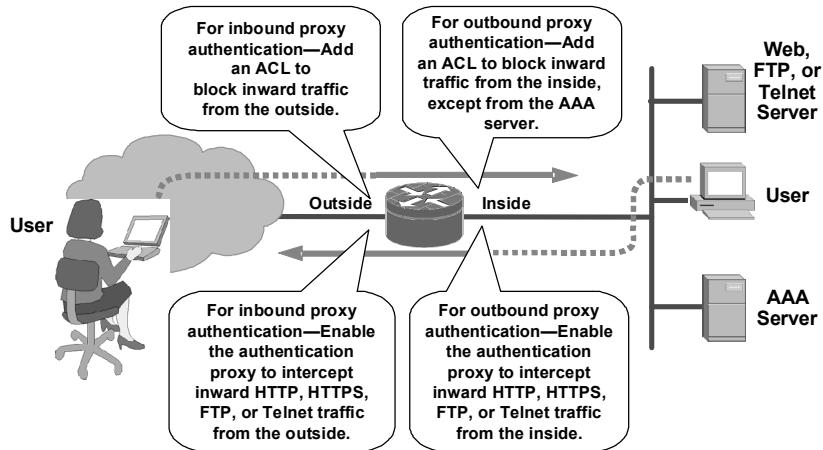 For inbound proxy
authentication—Add
an ACL to
block inward traffic
from the outside.
For outbound proxy
authentication—Add
an ACL to block inward
traffic from the inside,
except from the AAA
server.
Web,
FTP, or
Telnet
Server
User
Outside
Inside
User
For inbound proxy
authentication—Enable
the authentication
proxy to intercept
inward HTTP, HTTPS,
FTP, or Telnet traffic
from the outside.
For outbound proxy
authentication—Enable
the authentication
proxy to intercept
inward HTTP, HTTPS,
FTP, or Telnet traffic
from the inside.
AAA
Server